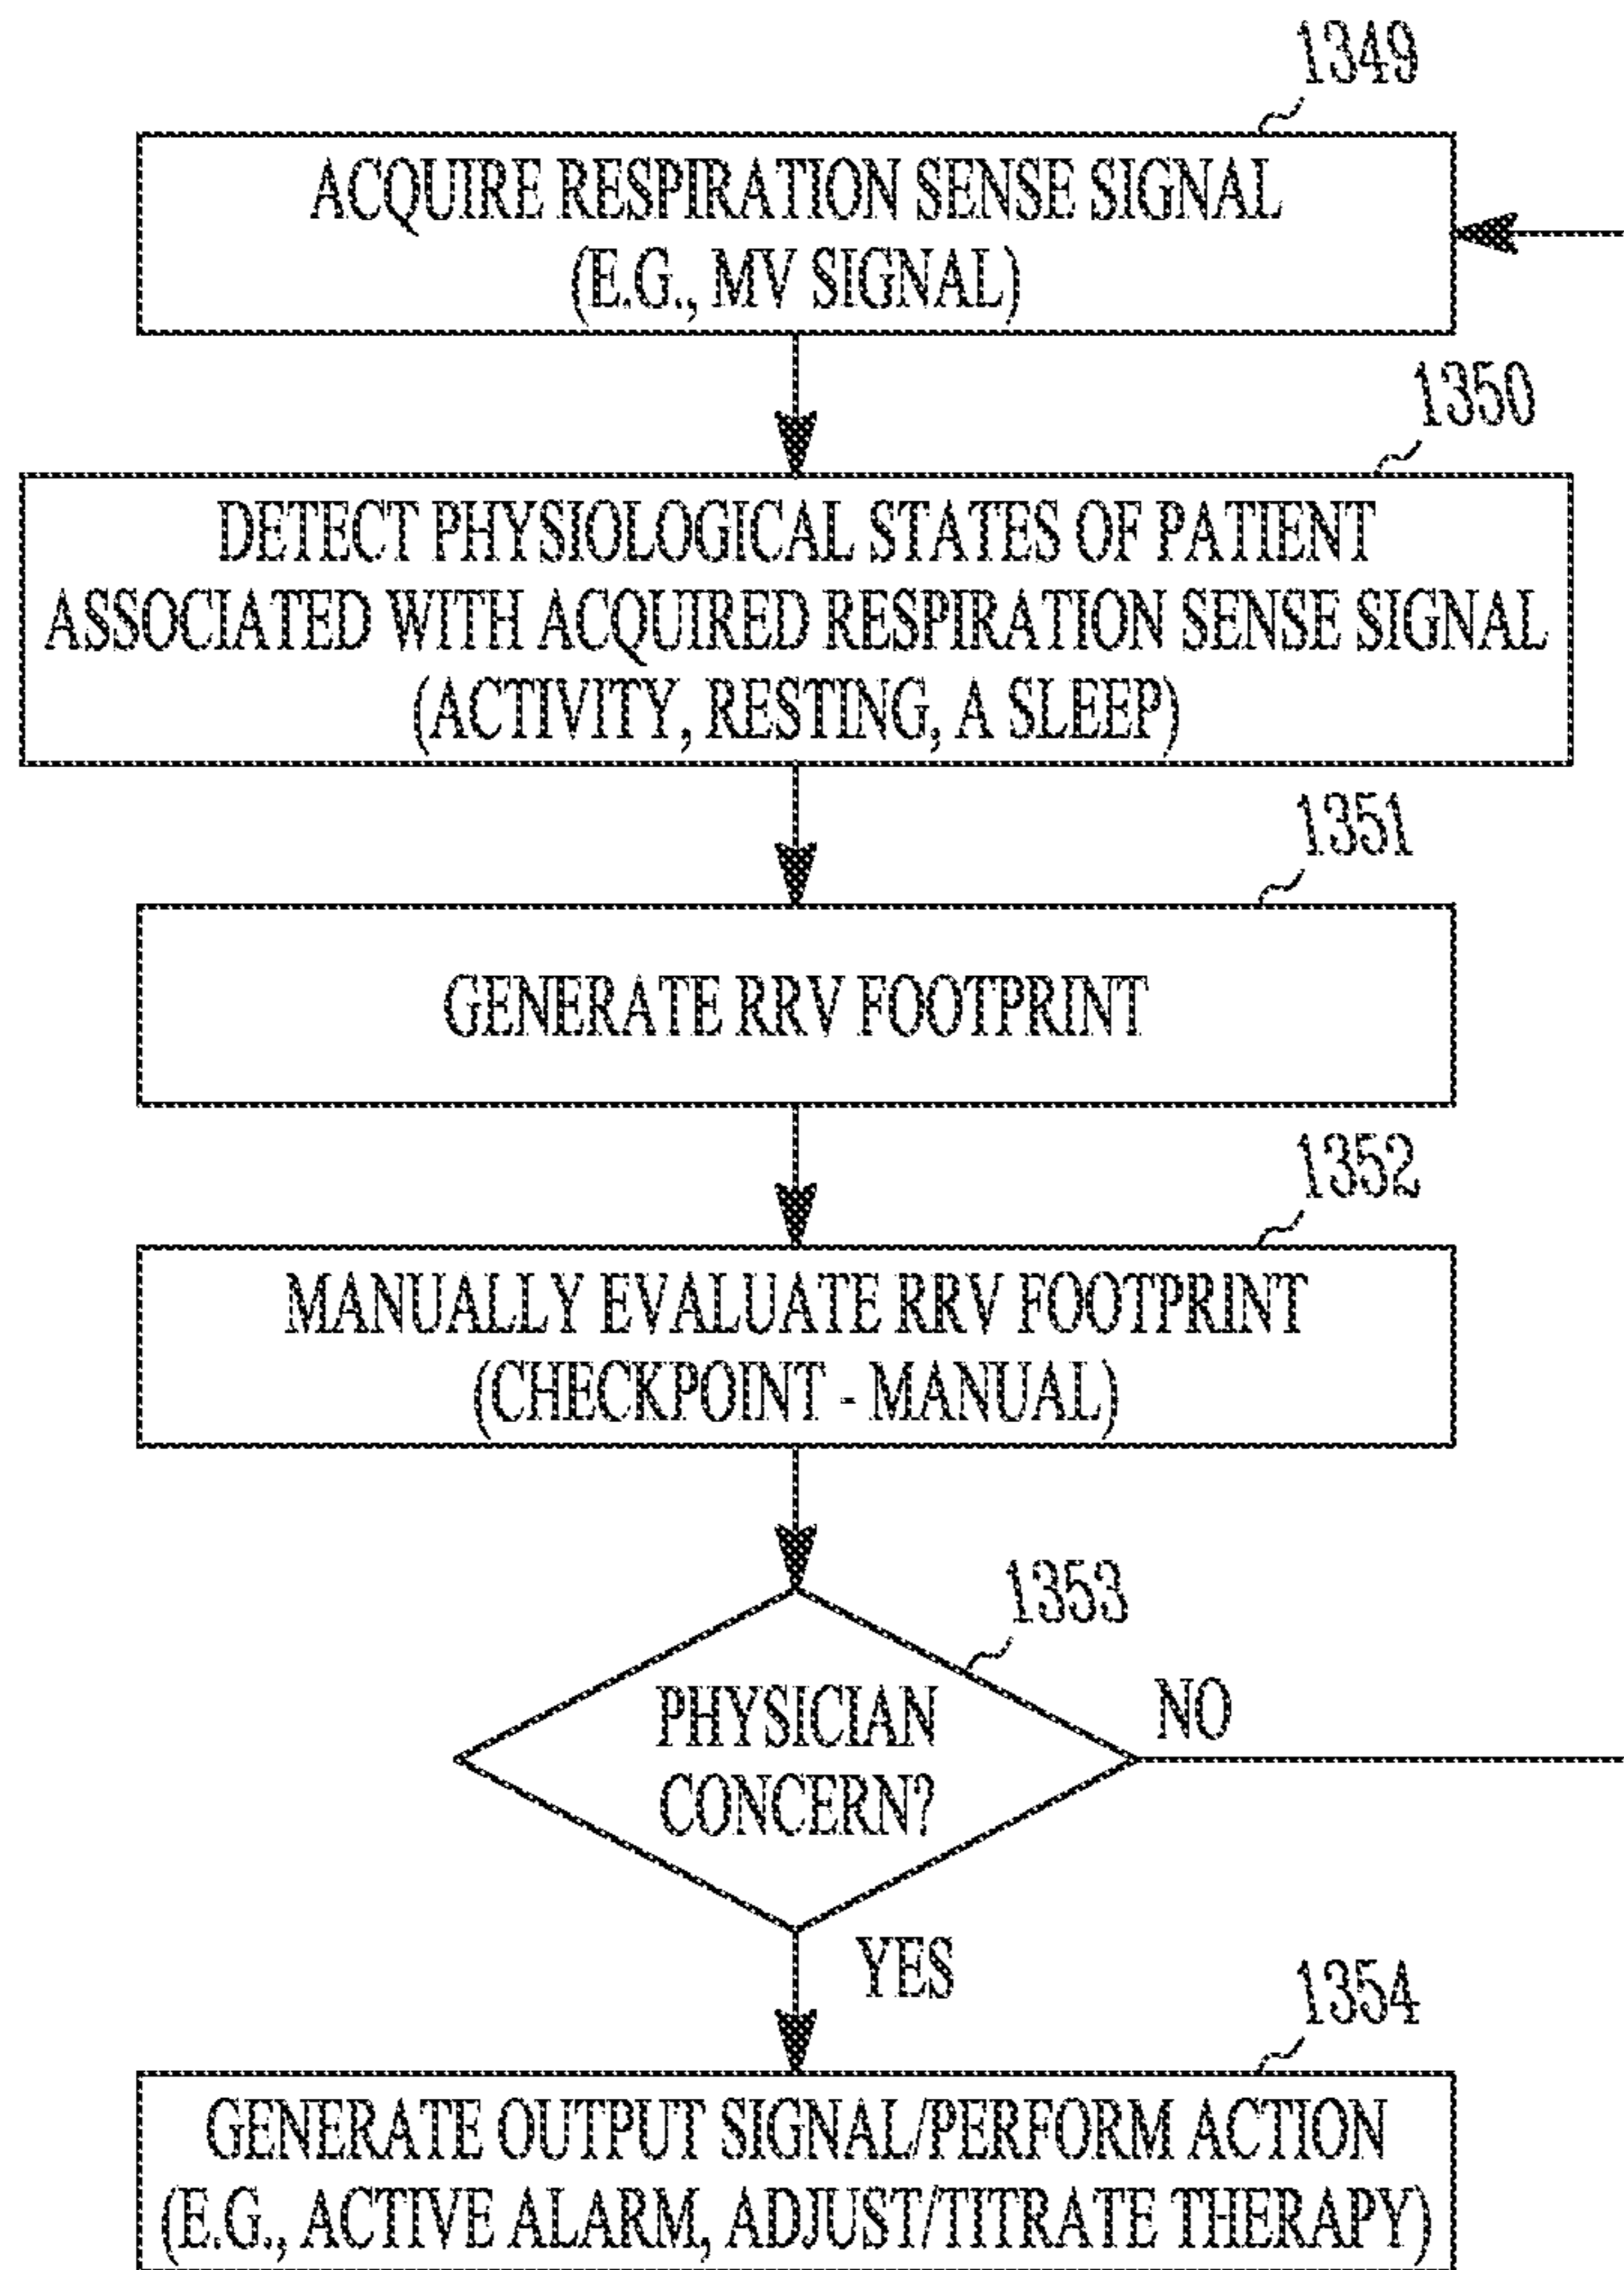 1349
ACQUIRE RESPIRATION SENSE SIGNAL
(E.G., MV SIGNAL)
1350
DETECT PHYSIOLOGICAL STATES OF PATIENT
ASSOCIATED WITH ACQUIRED RESPIRATION SENSE SIGNAL
(ACTIVITY, RESTING, A SLEEP)
1351
GENERATE RRV FOOTPRINT
1352
MANUALLY EVALUATE RRV FOOTPRINT
(CHECKPOINT - MANUAL)
1353
PHYSICIAN
CONCERN?
NO
YES
1354
GENERATE OUTPUT SIGNAL/PERFORM ACTION
(E.G., ACTIVE ALARM, ADJUST/TITRATE THERAPY)